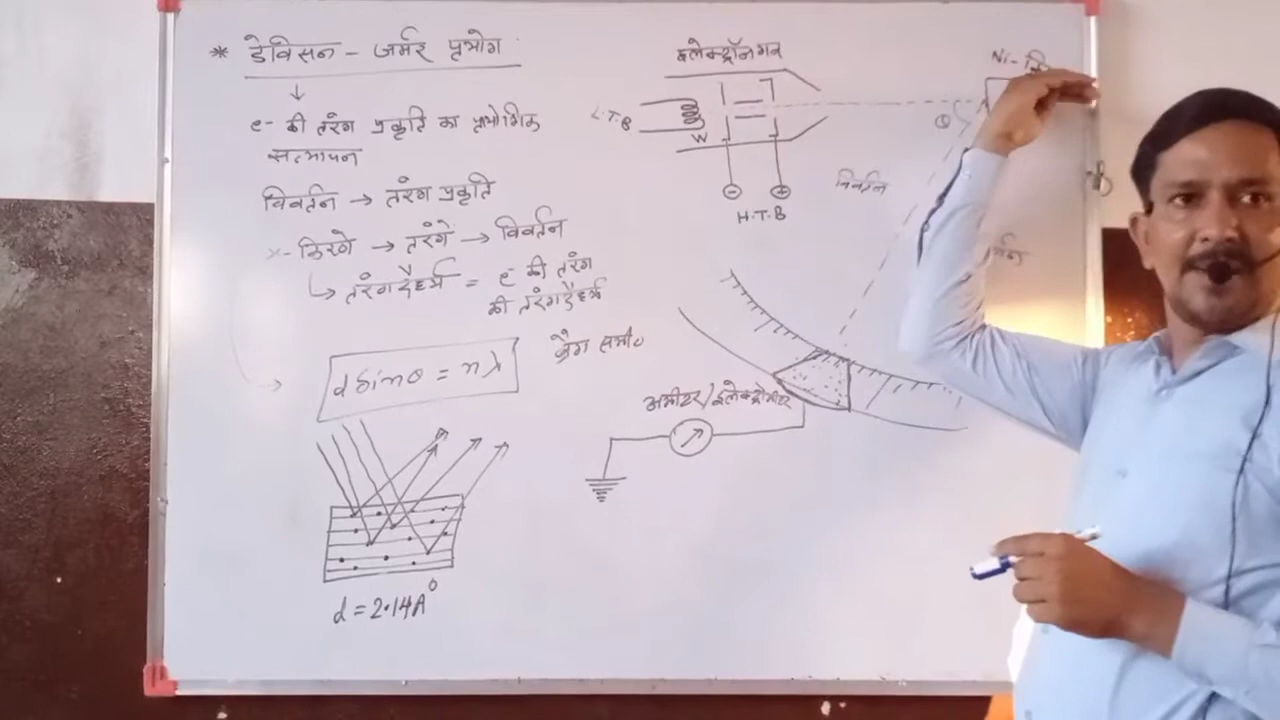 * डेविसन - जर्मर प्रयोग
↓
e- की तरंग प्रकृति का प्रायोगिक
सत्यापन
विवर्तन → तरंग प्रकृति
x- किरणे → तरंगे → विवर्तन
↳ तरंगदैर्ध्य = e- की तरंग
की तरंगदैर्ध्य
d sinθ = nλ
ब्रैग समी०
d = 2.14A°
इलेक्ट्रॉनगन
L.T.B
W
H.T.B
Ni-
θ
विवर्तन
अमीटर/इलेक्ट्रोमीटर